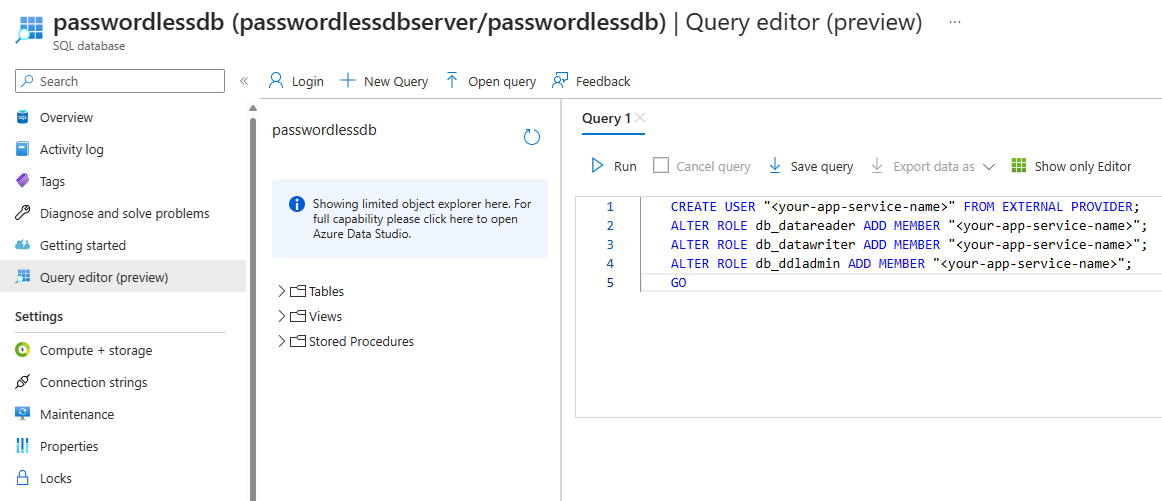 passwordlessdb (passwordlessdbserver/passwordlessdb) | Query editor (preview) ...
SQL database
Search
«
Login
New Query
Open query
Feedback
SQL
Overview
Activity log
Tags
Diagnose and solve problems
Getting started
Query editor (preview)
Settings
Compute + storage
Connection strings
Maintenance
Properties
Locks
passwordlessdb
Showing limited object explorer here. For
full capability please click here to open
Azure Data Studio.
Tables
Views
Stored Procedures
Query 1
Run
Cancel query
Save query
Export data as
Show only Editor
1 CREATE USER "<your-app-service-name>" FROM EXTERNAL PROVIDER;
2 ALTER ROLE db_datareader ADD MEMBER "<your-app-service-name>";
3 ALTER ROLE db_datawriter ADD MEMBER "<your-app-service-name>";
4 ALTER ROLE db_ddladmin ADD MEMBER "<your-app-service-name>";
5 GO